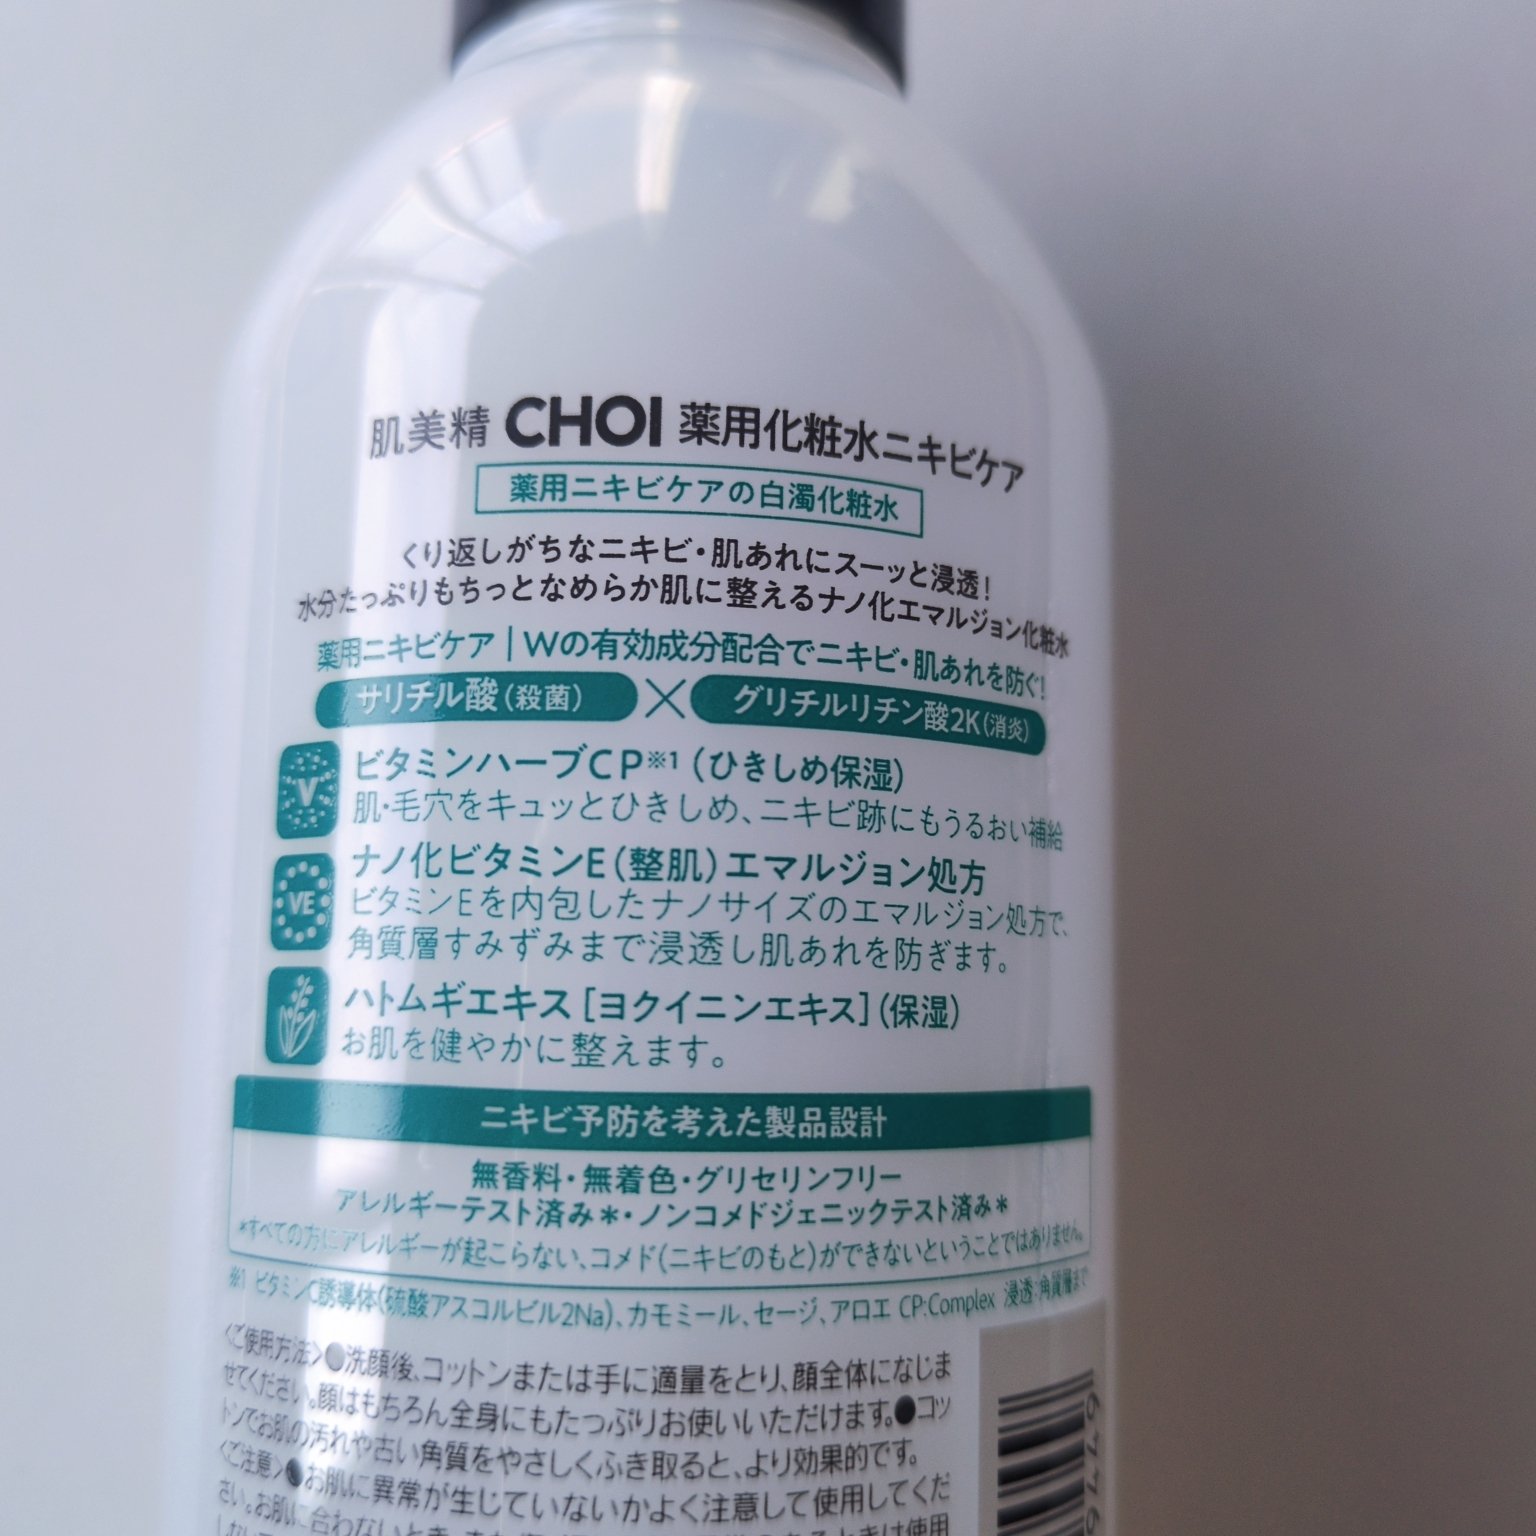 肌美精 CHOI 薬用化粧水ニキビケア
薬用ニキビケアの白濁化粧水
くり返しがちなニキビ・肌あれにスーッと浸透！
水分たっぷりもちっとなめらか肌に整えるナノ化エマルジョン化粧水
薬用ニキビケア｜Wの有効成分配合でニキビ・肌あれを防ぐ！
サリチル酸（殺菌）×グリチルリチン酸2K（消炎）
V
ビタミンハーブCP※1（ひきしめ保湿）
肌・毛穴をキュッとひきしめ、ニキビ跡にもうるおい補給
VE
ナノ化ビタミンE（整肌）エマルジョン処方
ビタミンEを内包したナノサイズのエマルジョン処方で、
角質層すみずみまで浸透し肌あれを防ぎます。
ハトムギエキス［ヨクイニンエキス］（保湿）
お肌を健やかに整えます。
ニキビ予防を考えた製品設計
無香料・無着色・グリセリンフリー
アレルギーテスト済み＊・ノンコメドジェニックテスト済み＊
＊すべての方にアレルギーが起こらない、コメド（ニキビのもと）ができないということではありません。
※1 ビタミンC誘導体（硫酸アスコルビル2Na）、カモミール、セージ、アロエ CP:Complex 浸透：角質層まで
〈ご使用方法〉●洗顔後、コットンまたは手に適量をとり、顔全体になじま
せてください。顔はもちろん全身にもたっぷりお使いいただけます。●コッ
トンでお肌の汚れや古い角質をやさしくふき取ると、より効果的です。
〈ご注意〉●お肌に異常が生じていないかよく注意して使用してくだ
さい。お肌に合わないとき、
は使用
67716